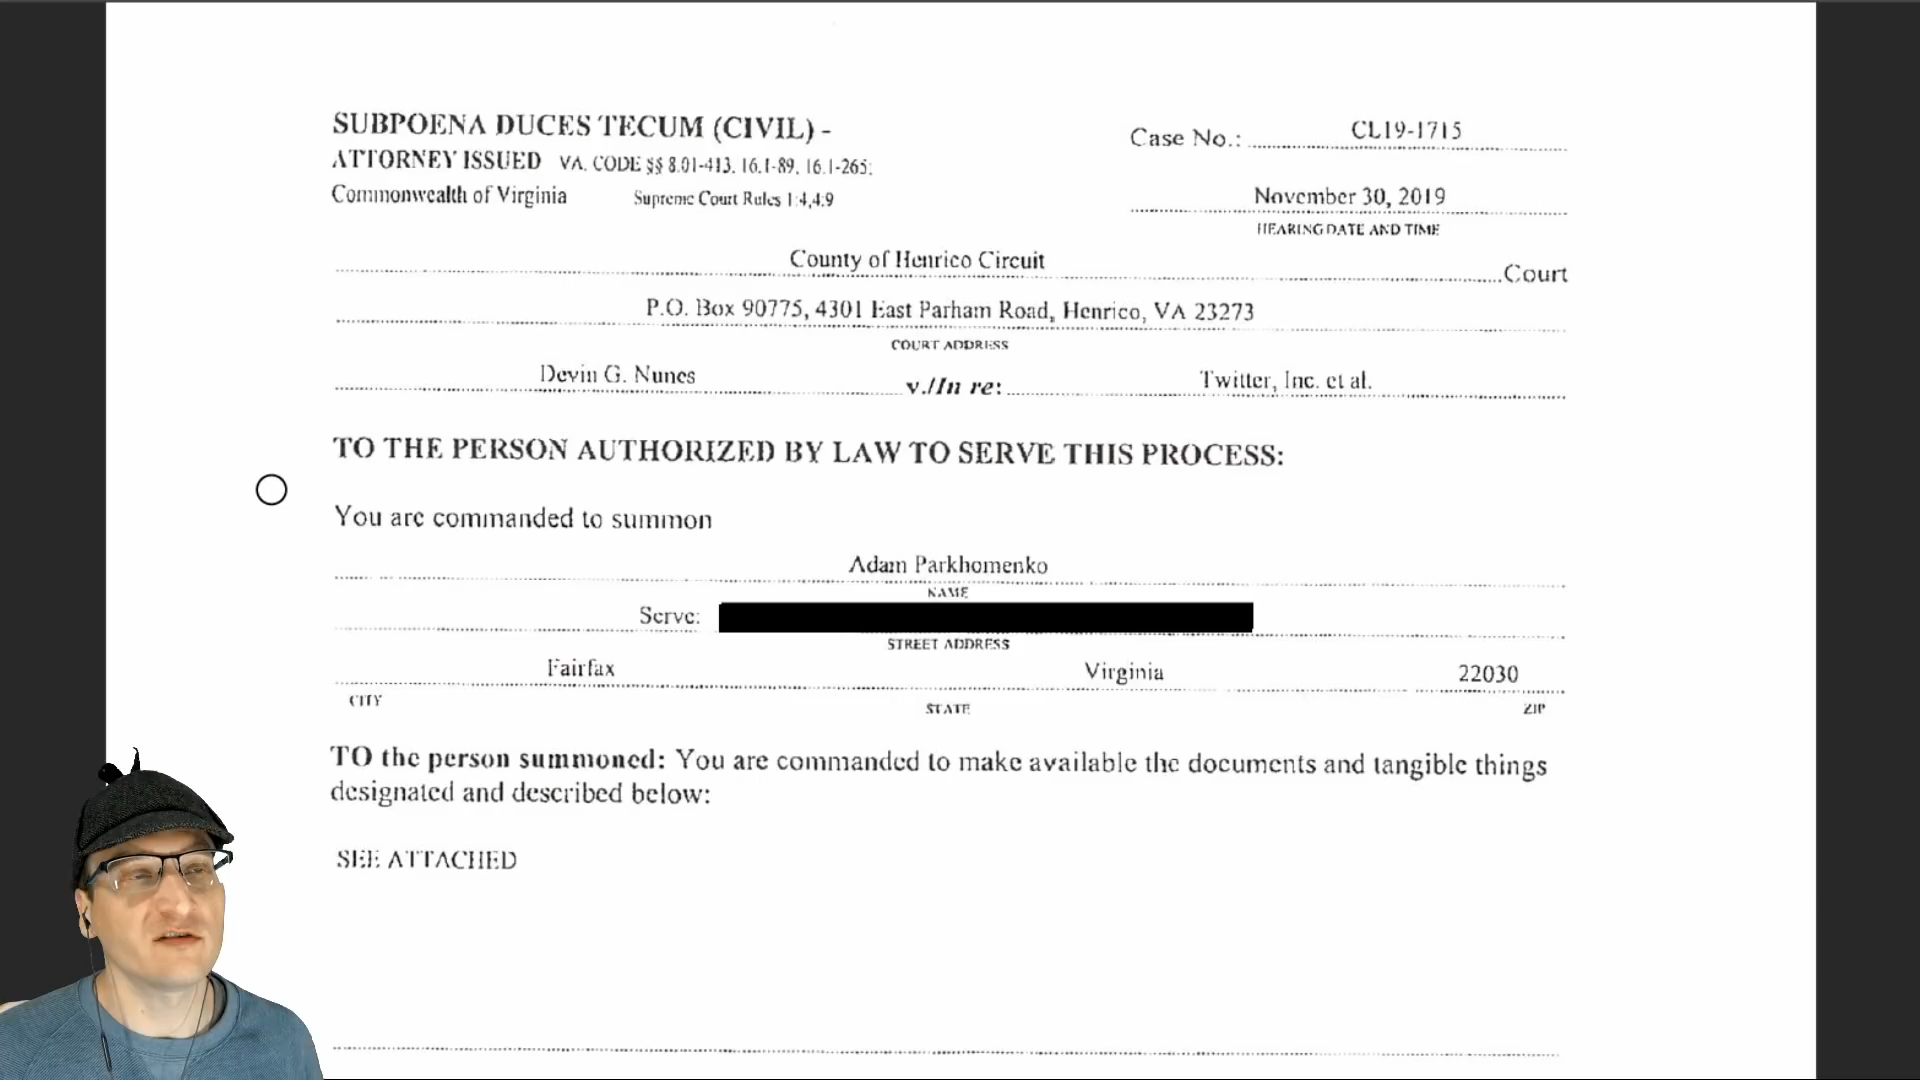 SUBPOENA DUCES TECUM (CIVIL) -
ATTORNEY ISSUED VA. CODE §§ 8.01-413, 16.1-89, 16.1-265;
Commonwealth of Virginia Supreme Court Rules 1:4,4:9
Case No.: CL19-1715
November 30, 2019
HEARING DATE AND TIME
County of Henrico Circuit Court
P.O. Box 90775, 4301 East Parham Road, Henrico, VA 23273
COURT ADDRESS
Devin G. Nunes v./In re: Twitter, Inc. et al.
TO THE PERSON AUTHORIZED BY LAW TO SERVE THIS PROCESS:
You are commanded to summon
Adam Parkhomenko
NAME
Serve:
STREET ADDRESS
Fairfax Virginia 22030
CITY STATE ZIP
TO the person summoned: You are commanded to make available the documents and tangible things
designated and described below:
SEE ATTACHED